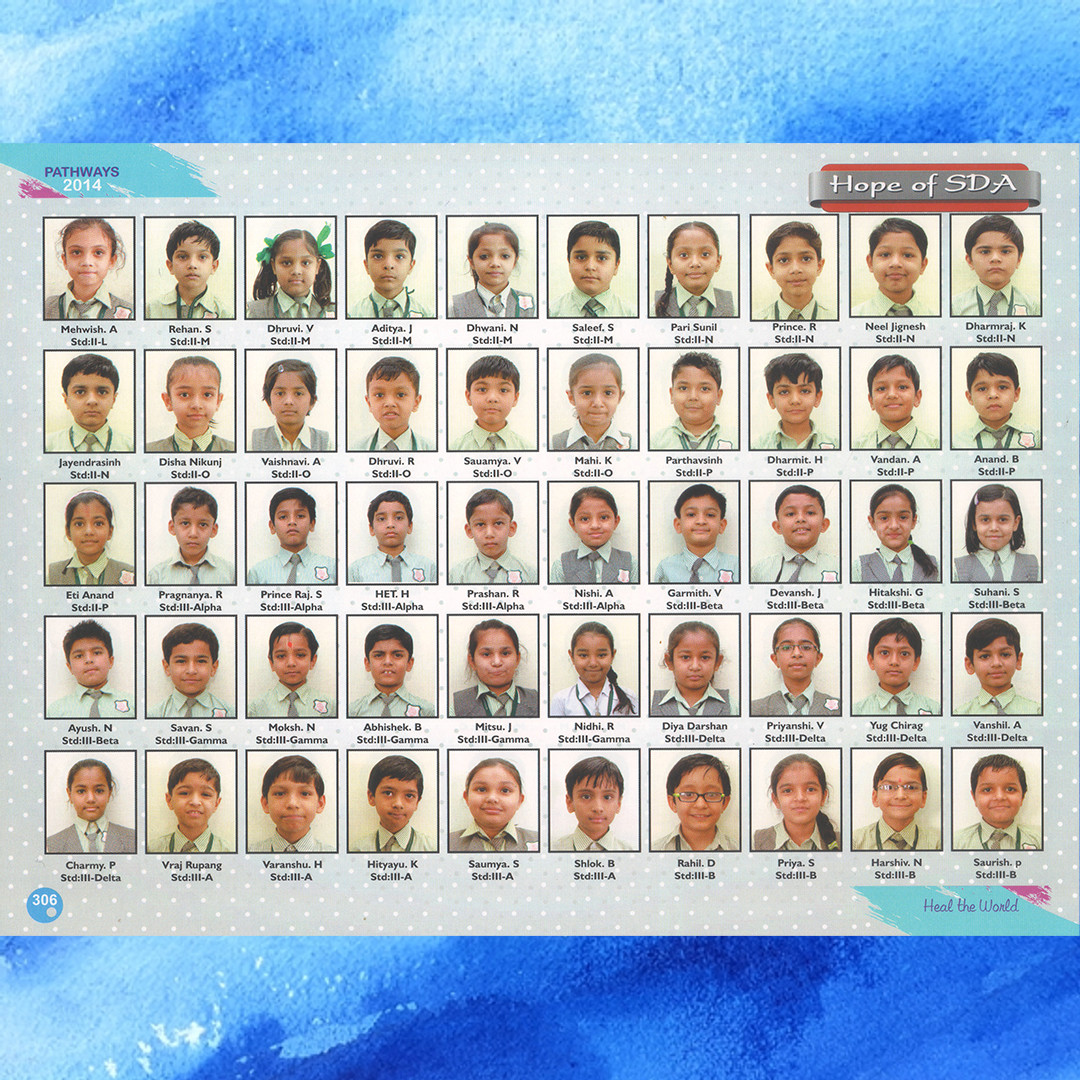 PATHWAYS
2014
Hope of SDA
Mehwish. A
Std:II-L
Rehan. S
Std:II-M
Dhruvi. V
Std:II-M
Aditya. J
Std:II-M
Dhwani. N
Std:II-M
Saleef. S
Std:II-M
Pari Sunil
Std:II-N
Prince. R
Std:II-N
Neel Jignesh
Std:II-N
Dharmraj. K
Std:II-N
Jayendrasinh
Std:II-N
Disha Nikunj
Std:II-O
Vaishnavi. A
Std:II-O
Dhruvi. R
Std:II-O
Sauamya. V
Std:II-O
Mahi. K
Std:II-O
Parthavsinh
Std:II-P
Dharmit. H
Std:II-P
Vandan. A
Std:II-P
Anand. B
Std:II-P
Eti Anand
Std:II-P
Pragnanya. R
Std:III-Alpha
Prince Raj. S
Std:III-Alpha
HET. H
Std:III-Alpha
Prashan. R
Std:III-Alpha
Nishi. A
Std:III-Alpha
Garmith. V
Std:III-Beta
Devansh. J
Std:III-Beta
Hitakshi. G
Std:III-Beta
Suhani. S
Std:III-Beta
Ayush. N
Std:III-Beta
Savan. S
Std:III-Gamma
Moksh. N
Std:III-Gamma
Abhishek. B
Std:III-Gamma
Mitsu. J
Std:III-Gamma
Nidhi, R
Std:III-Gamma
Diya Darshan
Std:III-Delta
Priyanshi. V
Std:III-Delta
Yug Chirag
Std:III-Delta
Vanshil. A
Std:III-Delta
Charmy. P
Std:III-Delta
Vraj Rupang
Std:III-A
Varanshu. H
Std:III-A
Hityayu. K
Std:III-A
Saumya. S
Std:III-A
Shlok. B
Std:III-A
Rahil. D
Std:III-B
Priya. S
Std:III-B
Harshiv. N
Std:III-B
Saurish. p
Std:III-B
306
Heal the World